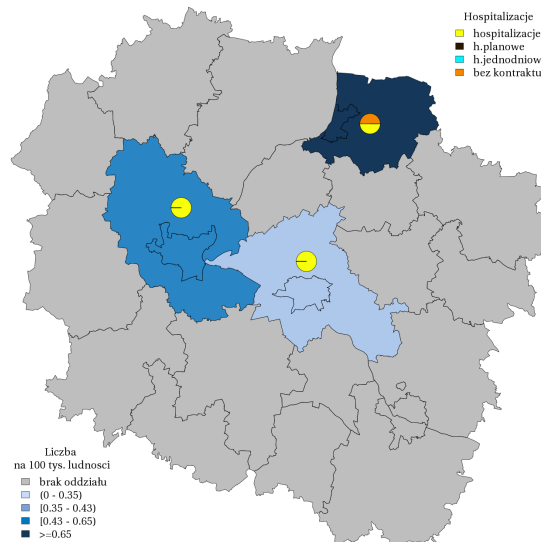 Hospitalizacje
hospitalizacje
h.planowe
h.jednodniow
bez kontraktu
Liczba
na 100 tys. ludnosci
brak oddziału
(0 - 0.35)
[0.35 - 0.43)
[0.43 - 0.65)
>=0.65